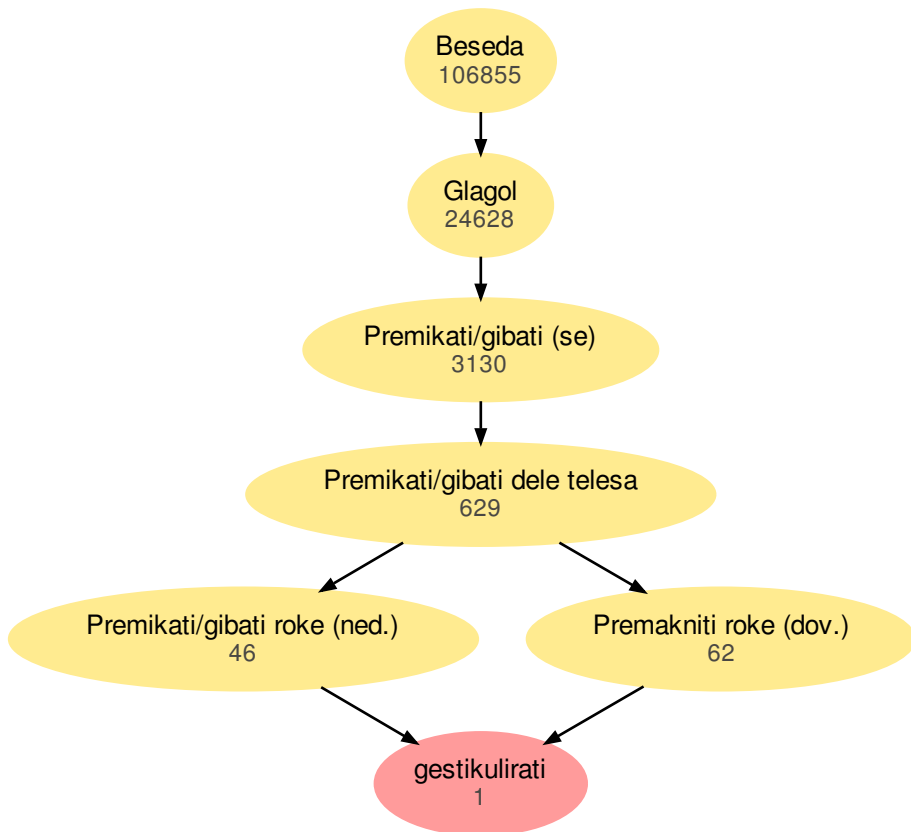 Beseda
106855
Glagol
24628
Premikati/gibati (se)
3130
Premikati/gibati dele telesa
629
Premikati/gibati roke (ned.)
46
Premakniti roke (dov.)
62
gestikulirati
1